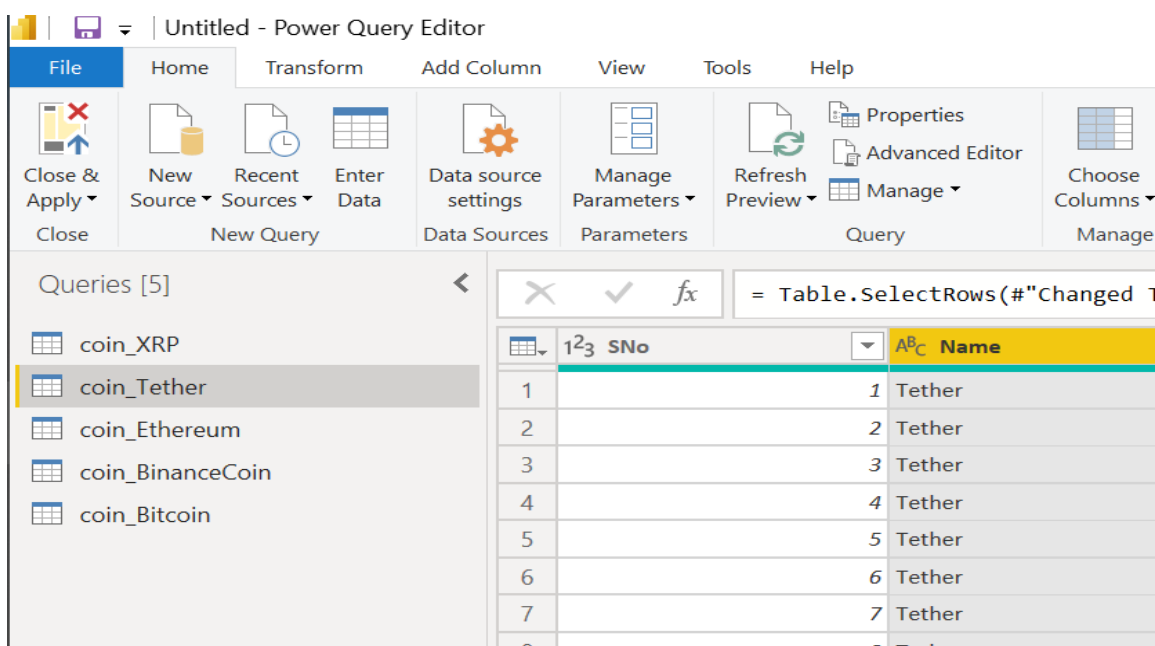 Untitled - Power Query Editor
File Home Transform Add Column View Tools Help
Close & Apply
New Source
Recent Sources
Enter Data
Data source settings
Manage Parameters
Refresh Preview
Properties
Advanced Editor
Manage
Choose Columns
Close New Query Data Sources Parameters Query Manage
Queries [5]
fx = Table.SelectRows(#"Changed T
coin_XRP
coin_Tether
coin_Ethereum
coin_BinanceCoin
coin_Bitcoin
123 SNo ABC Name
1 1 Tether
2 2 Tether
3 3 Tether
4 4 Tether
5 5 Tether
6 6 Tether
7 7 Tether